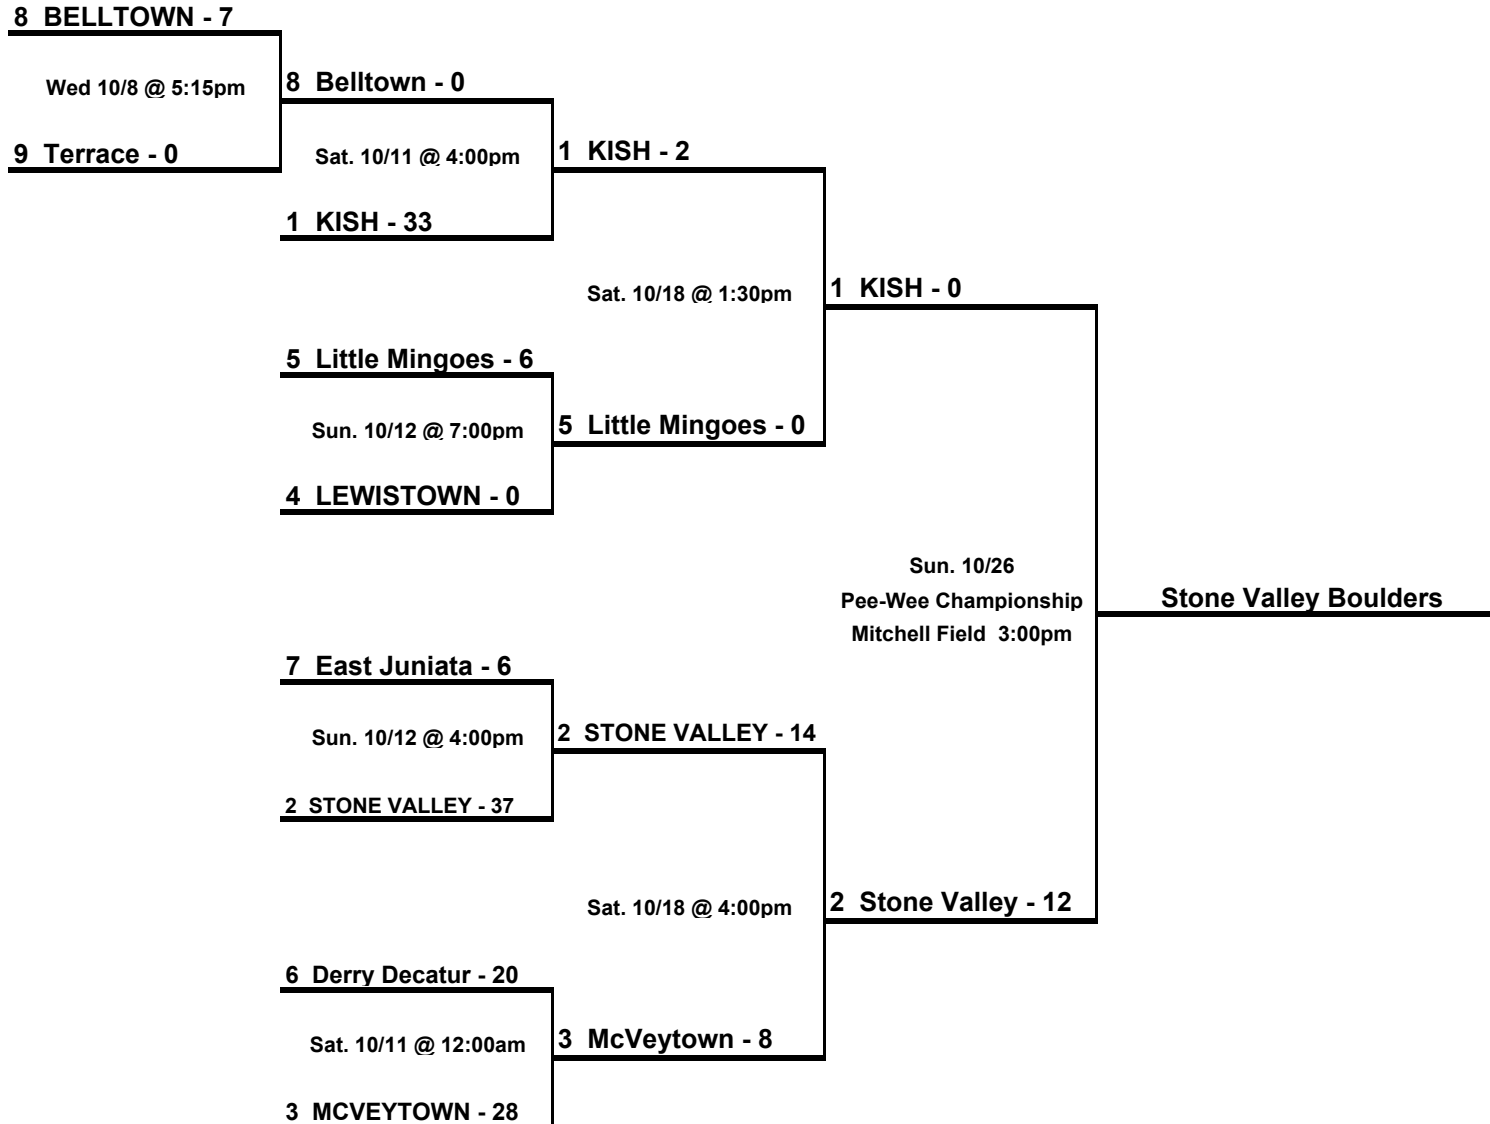 8 BELLTOWN - 7
Wed 10/8 @ 5:15pm
8 Belltown - 0
9 Terrace - 0
Sat. 10/11 @ 4:00pm
1 KISH - 2
1 KISH - 33
Sat. 10/18 @ 1:30pm
1 KISH - 0
5 Little Mingoes - 6
Sun. 10/12 @ 7:00pm
5 Little Mingoes - 0
4 LEWISTOWN - 0
Sun. 10/26
Pee-Wee Championship
Mitchell Field 3:00pm
Stone Valley Boulders
7 East Juniata - 6
Sun. 10/12 @ 4:00pm
2 STONE VALLEY - 14
2 STONE VALLEY - 37
Sat. 10/18 @ 4:00pm
2 Stone Valley - 12
6 Derry Decatur - 20
Sat. 10/11 @ 12:00am
3 McVeytown - 8
3 MCVEYTOWN - 28